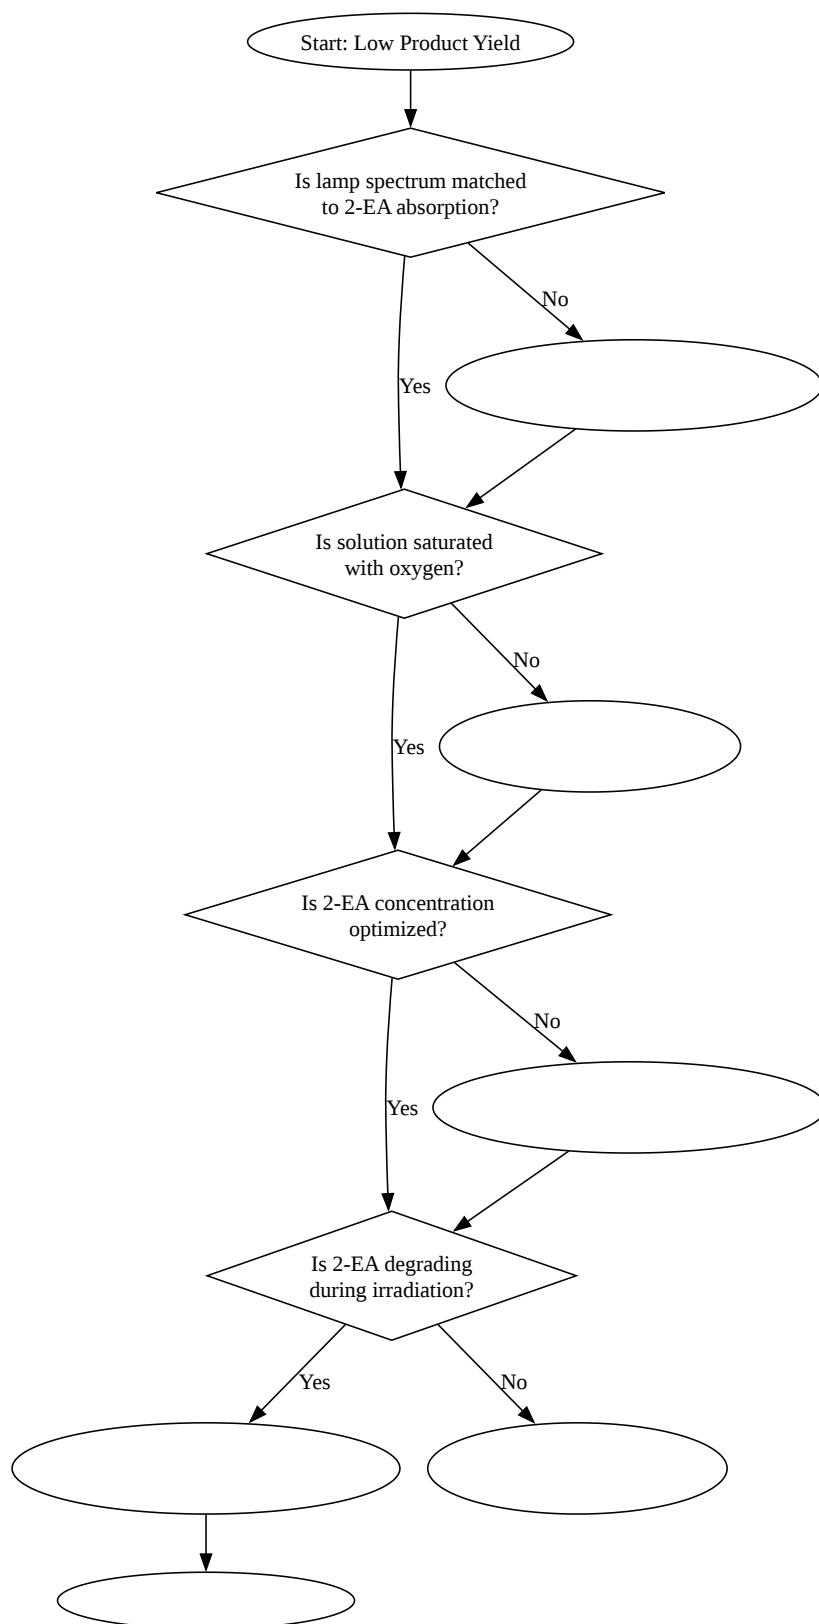 Start: Low Product Yield
Is lamp spectrum matched
to 2-EA absorption?
No
Yes
Is solution saturated
with oxygen?
No
Yes
Is 2-EA concentration
optimized?
No
Yes
Is 2-EA degrading
during irradiation?
Yes
No